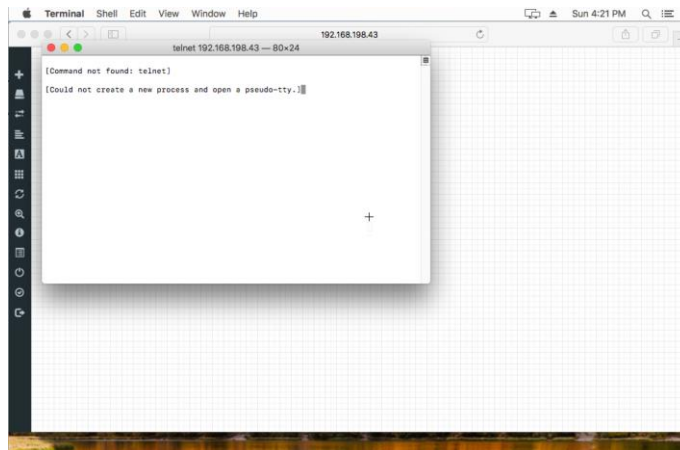 Terminal Shell Edit View Window Help Sun 4:21 PM
192.168.198.43
telnet 192.168.198.43 — 80×24
[Command not found: telnet]
[Could not create a new process and open a pseudo-tty.]